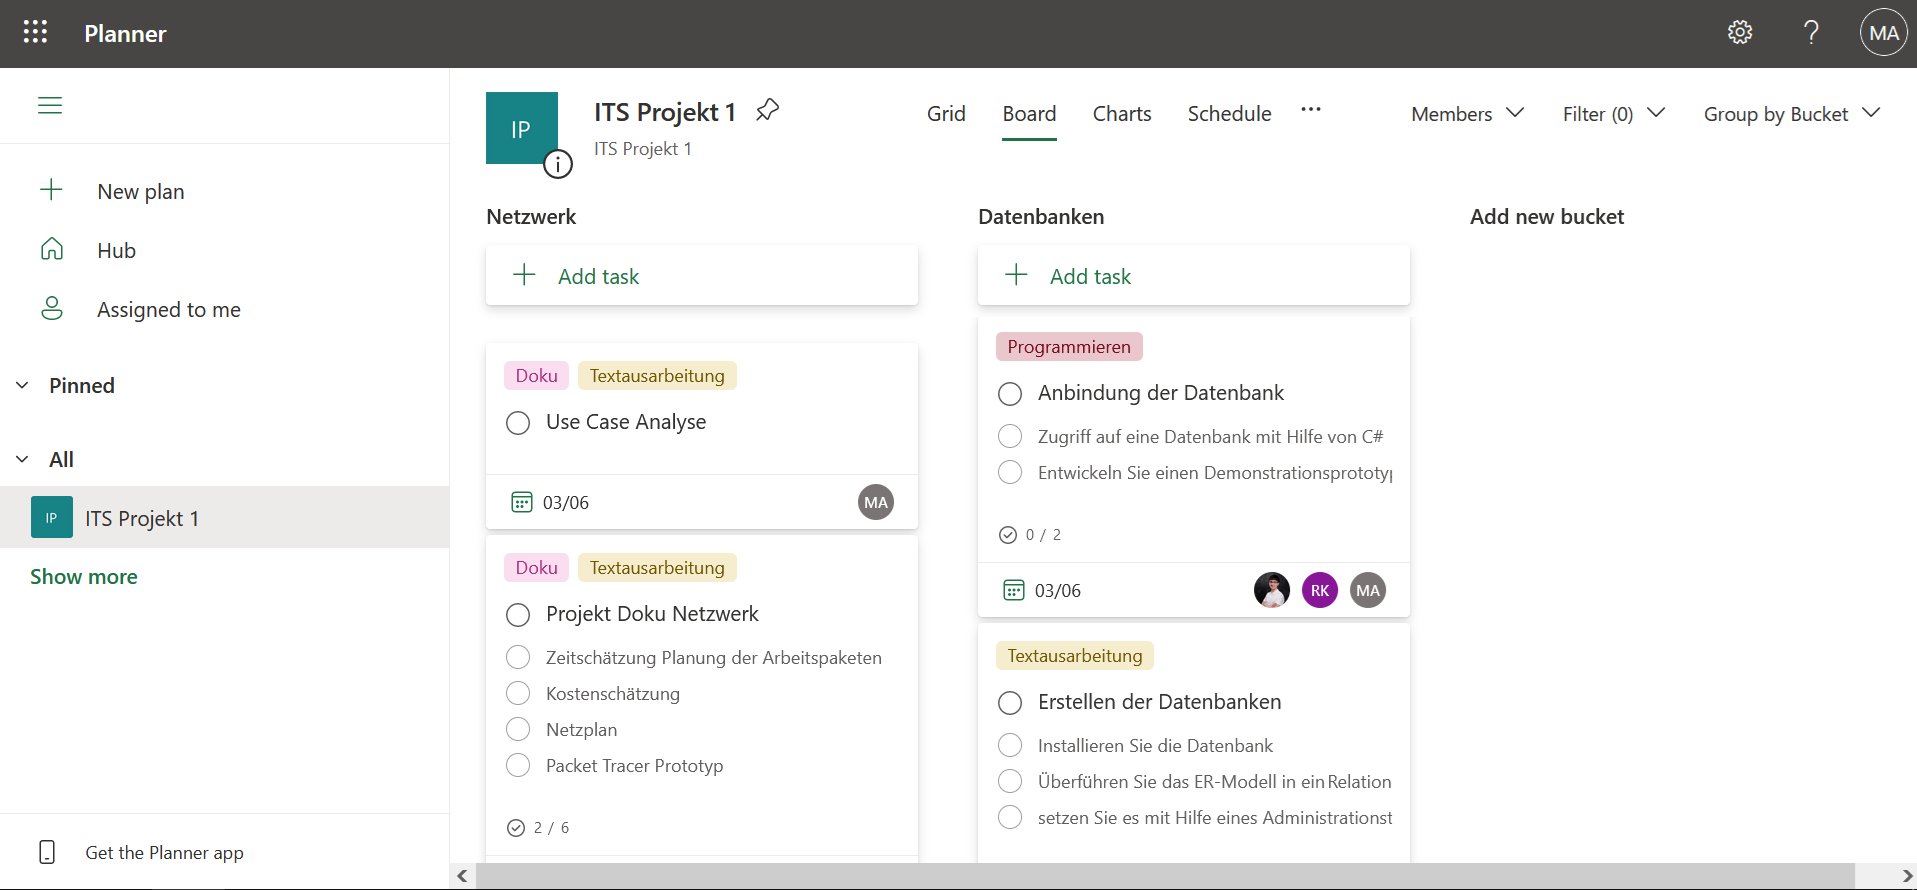 Planner
?
MA
New plan
Hub
Assigned to me
Pinned
All
IP
ITS Projekt 1
Show more
Get the Planner app
IP
i
ITS Projekt 1
ITS Projekt 1
Grid
Board
Charts
Schedule
Members
Filter (0)
Group by Bucket
Netzwerk
Add task
Doku
Textausarbeitung
Use Case Analyse
03/06
MA
Doku
Textausarbeitung
Projekt Doku Netzwerk
Zeitschätzung Planung der Arbeitspaketen
Kostenschätzung
Netzplan
Packet Tracer Prototyp
2 / 6
Datenbanken
Add task
Programmieren
Anbindung der Datenbank
Zugriff auf eine Datenbank mit Hilfe von C#
Entwickeln Sie einen Demonstrationsprototyp
0 / 2
03/06
RK
MA
Textausarbeitung
Erstellen der Datenbanken
Installieren Sie die Datenbank
Überführen Sie das ER-Modell in ein Relation
setzen Sie es mit Hilfe eines Administrationst
Add new bucket